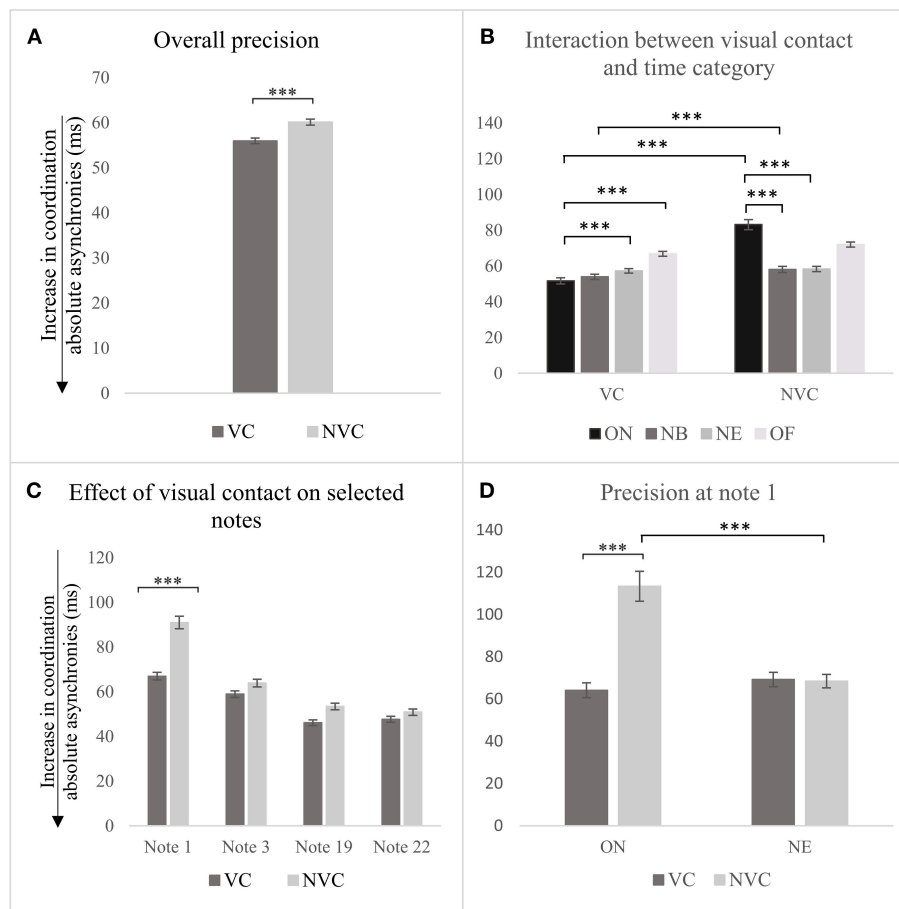 A
Overall precision
Increase in coordination
absolute asynchronies (ms)
70
60
50
40
30
20
10
0
***
VC NVC
B
Interaction between visual contact
and time category
140
120
100
80
60
40
20
0
***
***
***
***
***
***
VC NVC
ON NB NE OF
C
Effect of visual contact on selected
notes
Increase in coordination
absolute asynchronies (ms)
120
100
80
60
40
20
0
***
Note 1 Note 3 Note 19 Note 22
VC NVC
D
Precision at note 1
140
120
100
80
60
40
20
0
***
***
ON NE
VC NVC